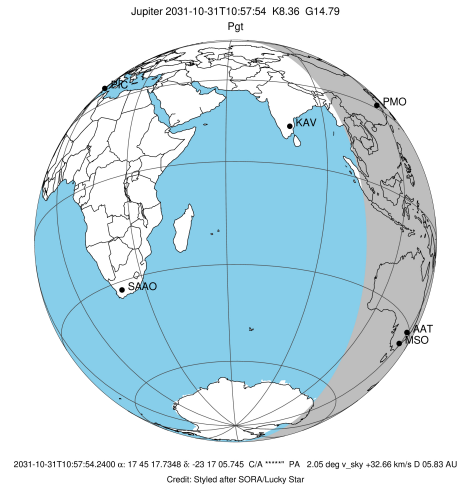 Jupiter 2031-10-31T10:57:54 K8.36 G14.79
Pgt
PIC
PMO
KAV
SAAO
AAT
MSO
2031-10-31T10:57:54.2400 α: 17 45 17.7348 δ: -23 17 05.745 C/A *****" PA 2.05 deg v_sky +32.66 km/s D 05.83 AU
Credit: Styled after SORA/Lucky Star